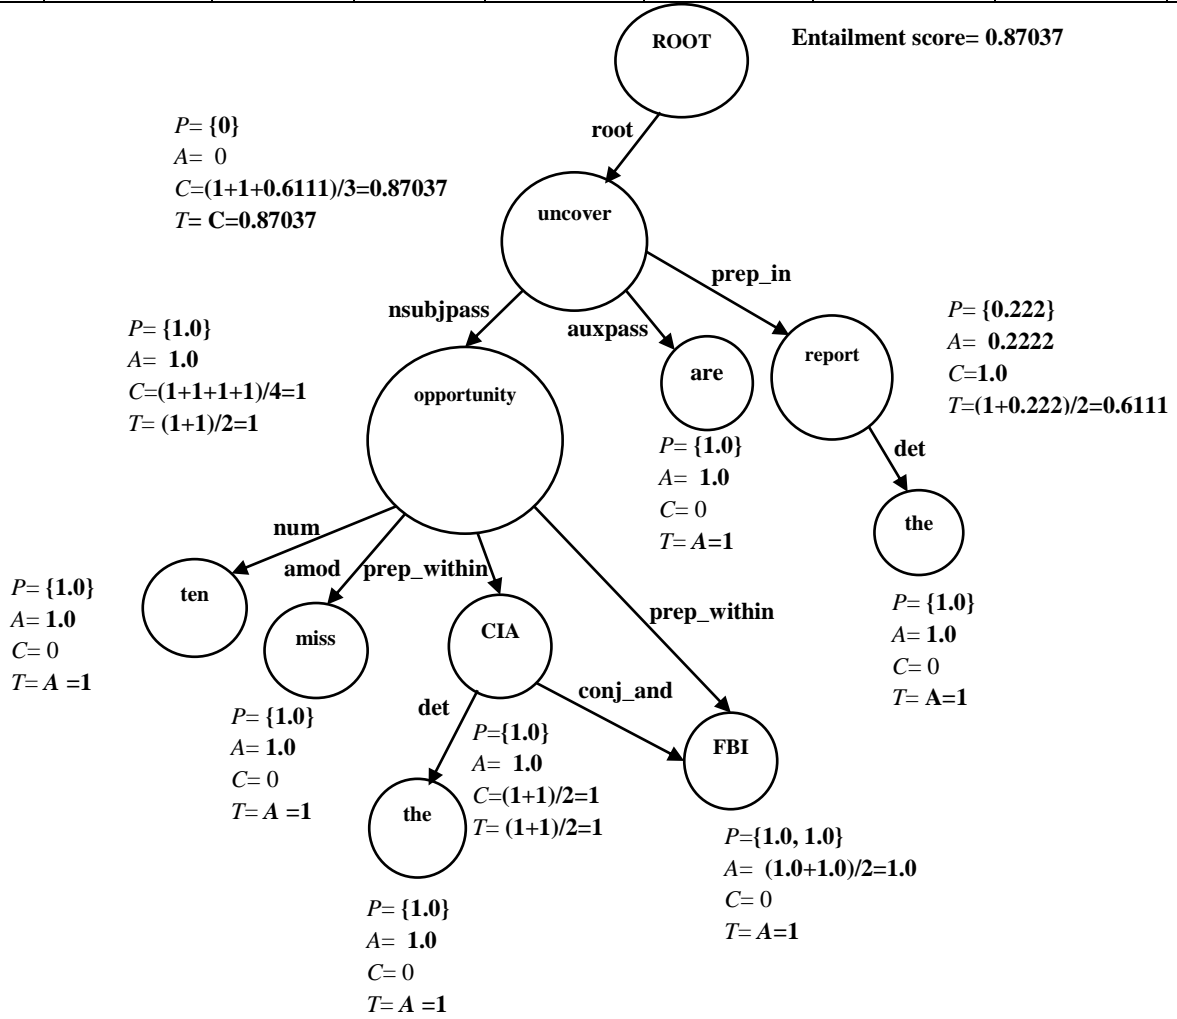 ROOT
Entailment score= 0.87037
root
P= {0}
A= 0
C=(1+1+0.6111)/3=0.87037
T= C=0.87037
uncover
prep_in
nsubjpass
auxpass
P= {1.0}
A= 1.0
C=(1+1+1+1)/4=1
T= (1+1)/2=1
opportunity
are
P= {1.0}
A= 1.0
C= 0
T= A=1
report
P= {0.222}
A= 0.2222
C=1.0
T=(1+0.222)/2=0.6111
det
the
P= {1.0}
A= 1.0
C= 0
T= A=1
num
amod
prep_within
prep_within
P= {1.0}
A= 1.0
C= 0
T= A =1
ten
miss
P= {1.0}
A= 1.0
C= 0
T= A =1
CIA
det
conj_and
P={1.0}
A= 1.0
C=(1+1)/2=1
T= (1+1)/2=1
FBI
P={1.0, 1.0}
A= (1.0+1.0)/2=1.0
C= 0
T= A=1
the
P= {1.0}
A= 1.0
C= 0
T= A =1